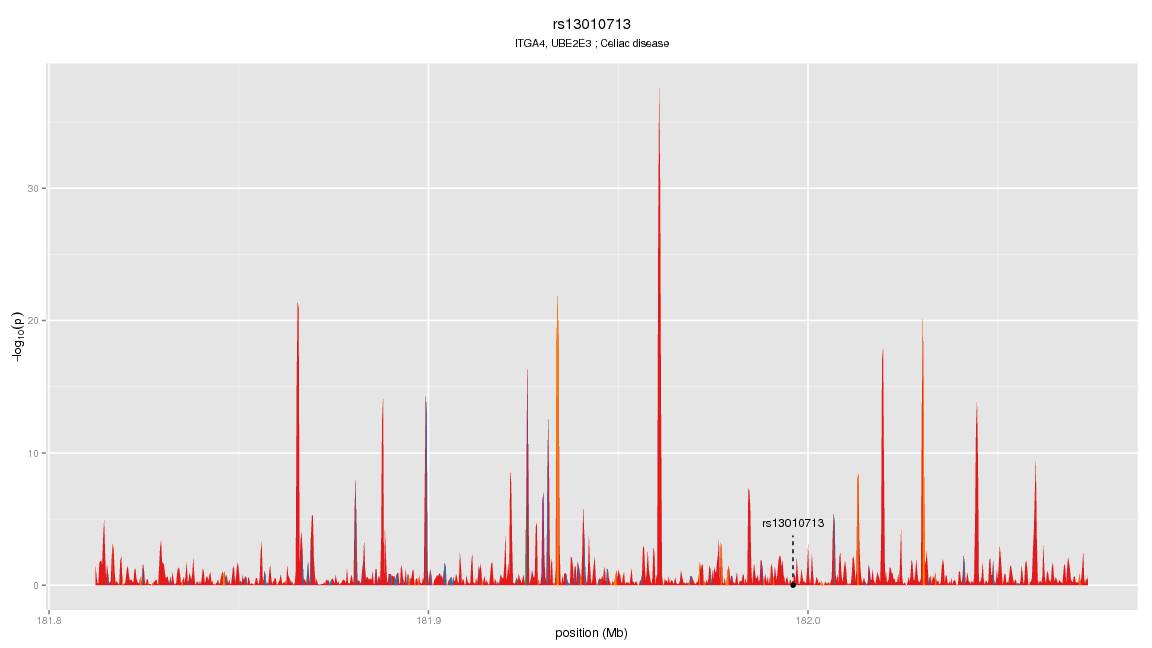 rs13010713
ITGA4, UBE2E3 ; Celiac disease
−log10(p)
30
20
10
0
rs13010713
181.8 181.9 182.0
position (Mb)